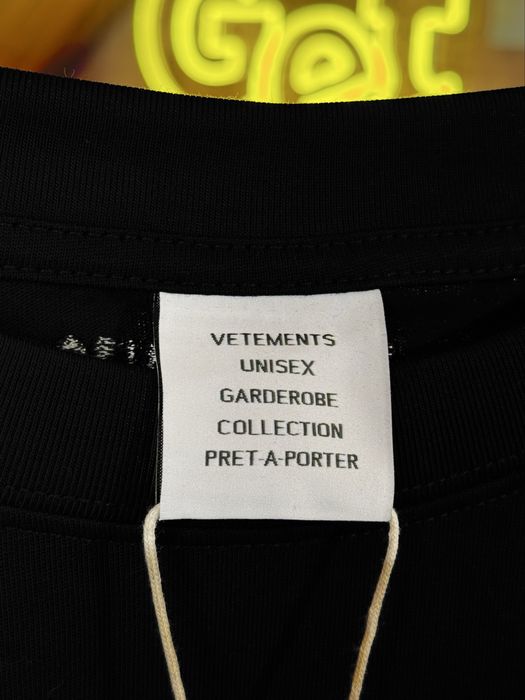 Get
VETEMENTS
UNISEX
GARDEROBE
COLLECTION
PRET-A-PORTER